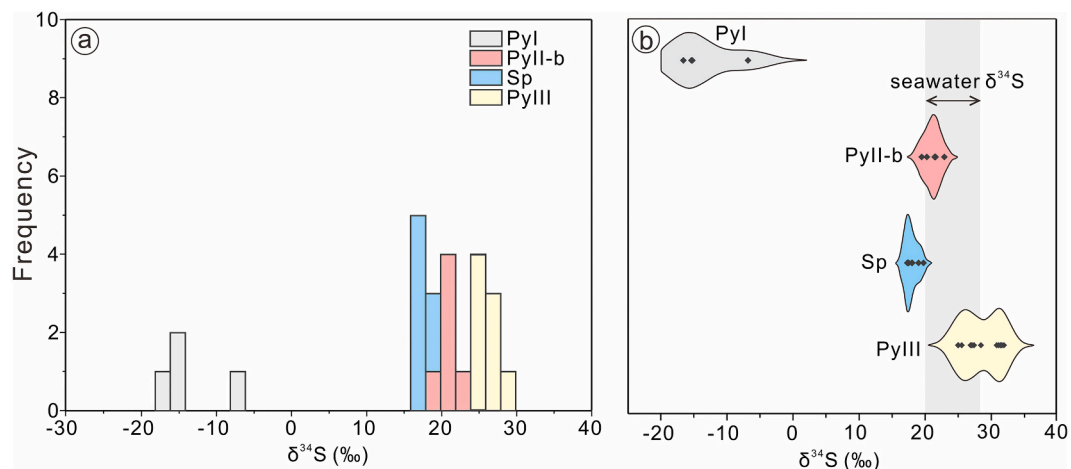 a
PyI
PyII-b
Sp
PyIII
Frequency
10
8
6
4
2
0
-30 -20 -10 0 10 20 30 40
δ³⁴S (‰)
b
PyI
seawater δ³⁴S
PyII-b
Sp
PyIII
-20 -10 0 10 20 30 40
δ³⁴S (‰)